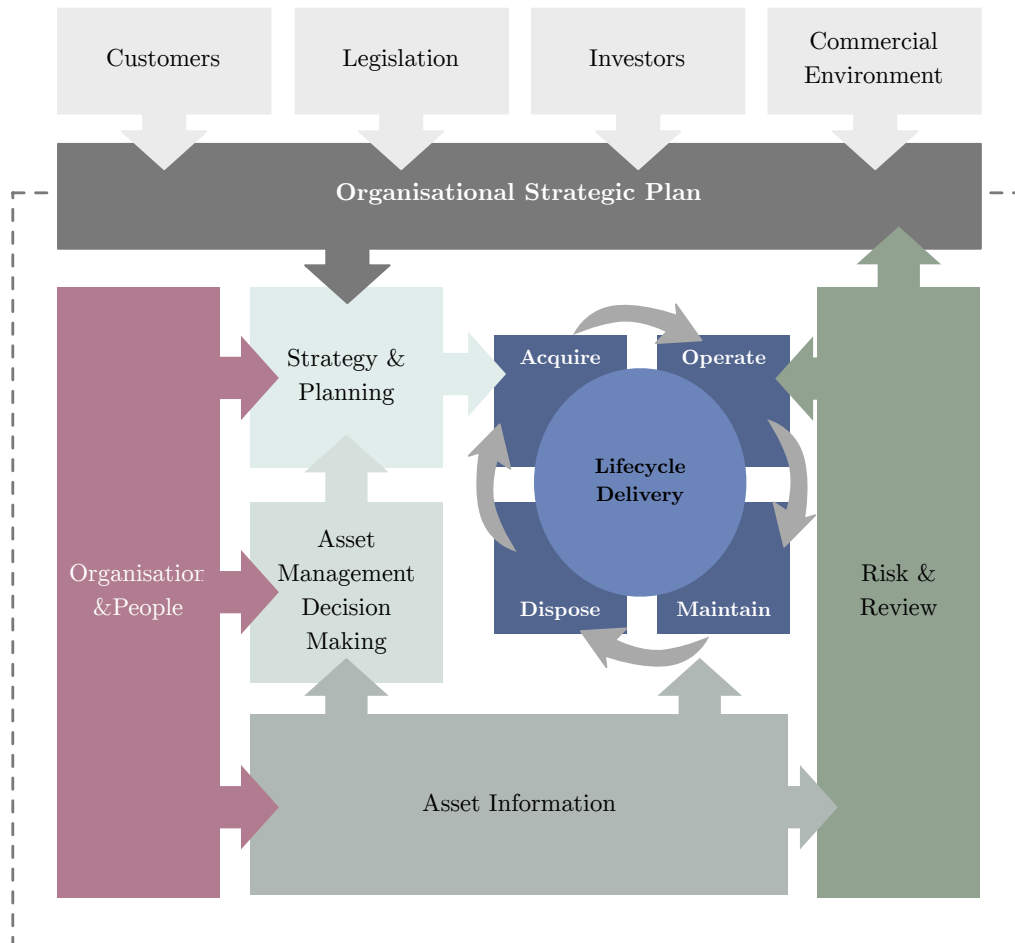 Customers
Legislation
Investors
Commercial
Environment
Organisational Strategic Plan
Strategy &
Planning
Acquire
Operate
Lifecycle
Delivery
Dispose
Maintain
Asset
Management
Decision
Making
Organisation
&People
Risk &
Review
Asset Information